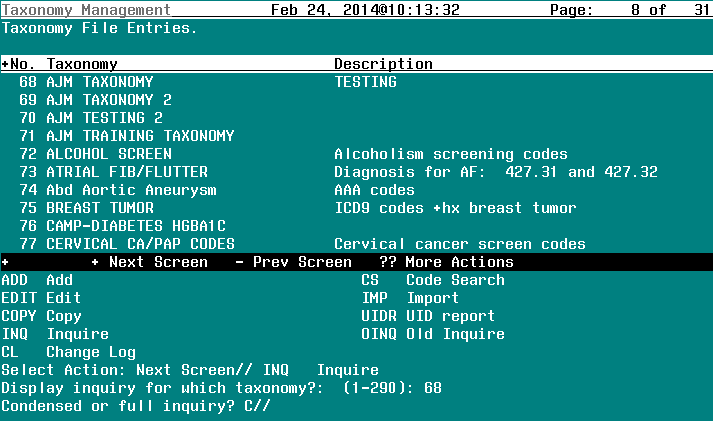 Taxonomy Management Feb 24, 2014@10:13:32 Page: 8 of 31
Taxonomy File Entries.
+No. Taxonomy Description
68 AJM TAXONOMY TESTING
69 AJM TAXONOMY 2
70 AJM TESTING 2
71 AJM TRAINING TAXONOMY
72 ALCOHOL SCREEN Alcoholism screening codes
73 ATRIAL FIB/FLUTTER Diagnosis for AF: 427.31 and 427.32
74 Abd Aortic Aneurysm AAA codes
75 BREAST TUMOR ICD9 codes +hx breast tumor
76 CAMP-DIABETES HGBA1C
77 CERVICAL CA/PAP CODES Cervical cancer screen codes
+ + Next Screen - Prev Screen ?? More Actions
ADD Add CS Code Search
EDIT Edit IMP Import
COPY Copy UIDR UID report
INQ Inquire OINQ Old Inquire
CL Change Log
Select Action: Next Screen// INQ Inquire
Display inquiry for which taxonomy?: (1-290): 68
Condensed or full inquiry? C//